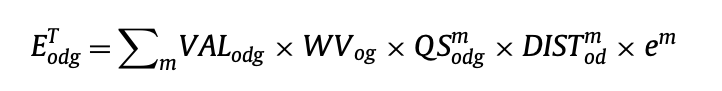 E^T_{odg} = ∑_m VAL_{odg} × WV_{og} × QS^m_{odg} × DIST^m_{od} × e^m